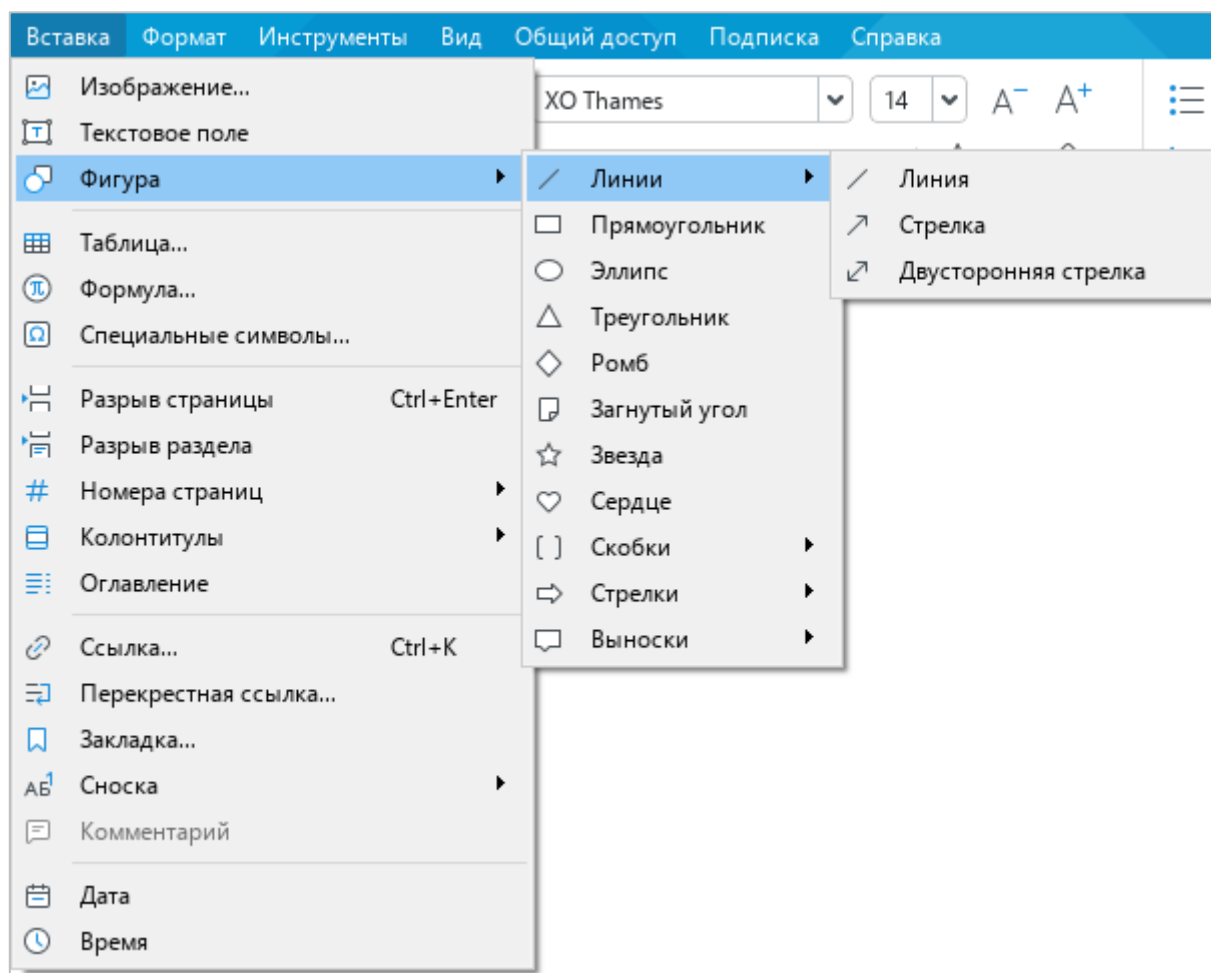 Вставка Формат Инструменты Вид Общий доступ Подписка Справка
XO Thames 14 A− A+
Изображение...
Текстовое поле
Фигура
Таблица...
Формула...
Специальные символы...
Разрыв страницы Ctrl+Enter
Разрыв раздела
Номера страниц
Колонтитулы
Оглавление
Ссылка... Ctrl+K
Перекрестная ссылка...
Закладка...
Сноска
Комментарий
Дата
Время
Линии
Прямоугольник
Эллипс
Треугольник
Ромб
Загнутый угол
Звезда
Сердце
Скобки
Стрелки
Выноски
Линия
Стрелка
Двусторонняя стрелка